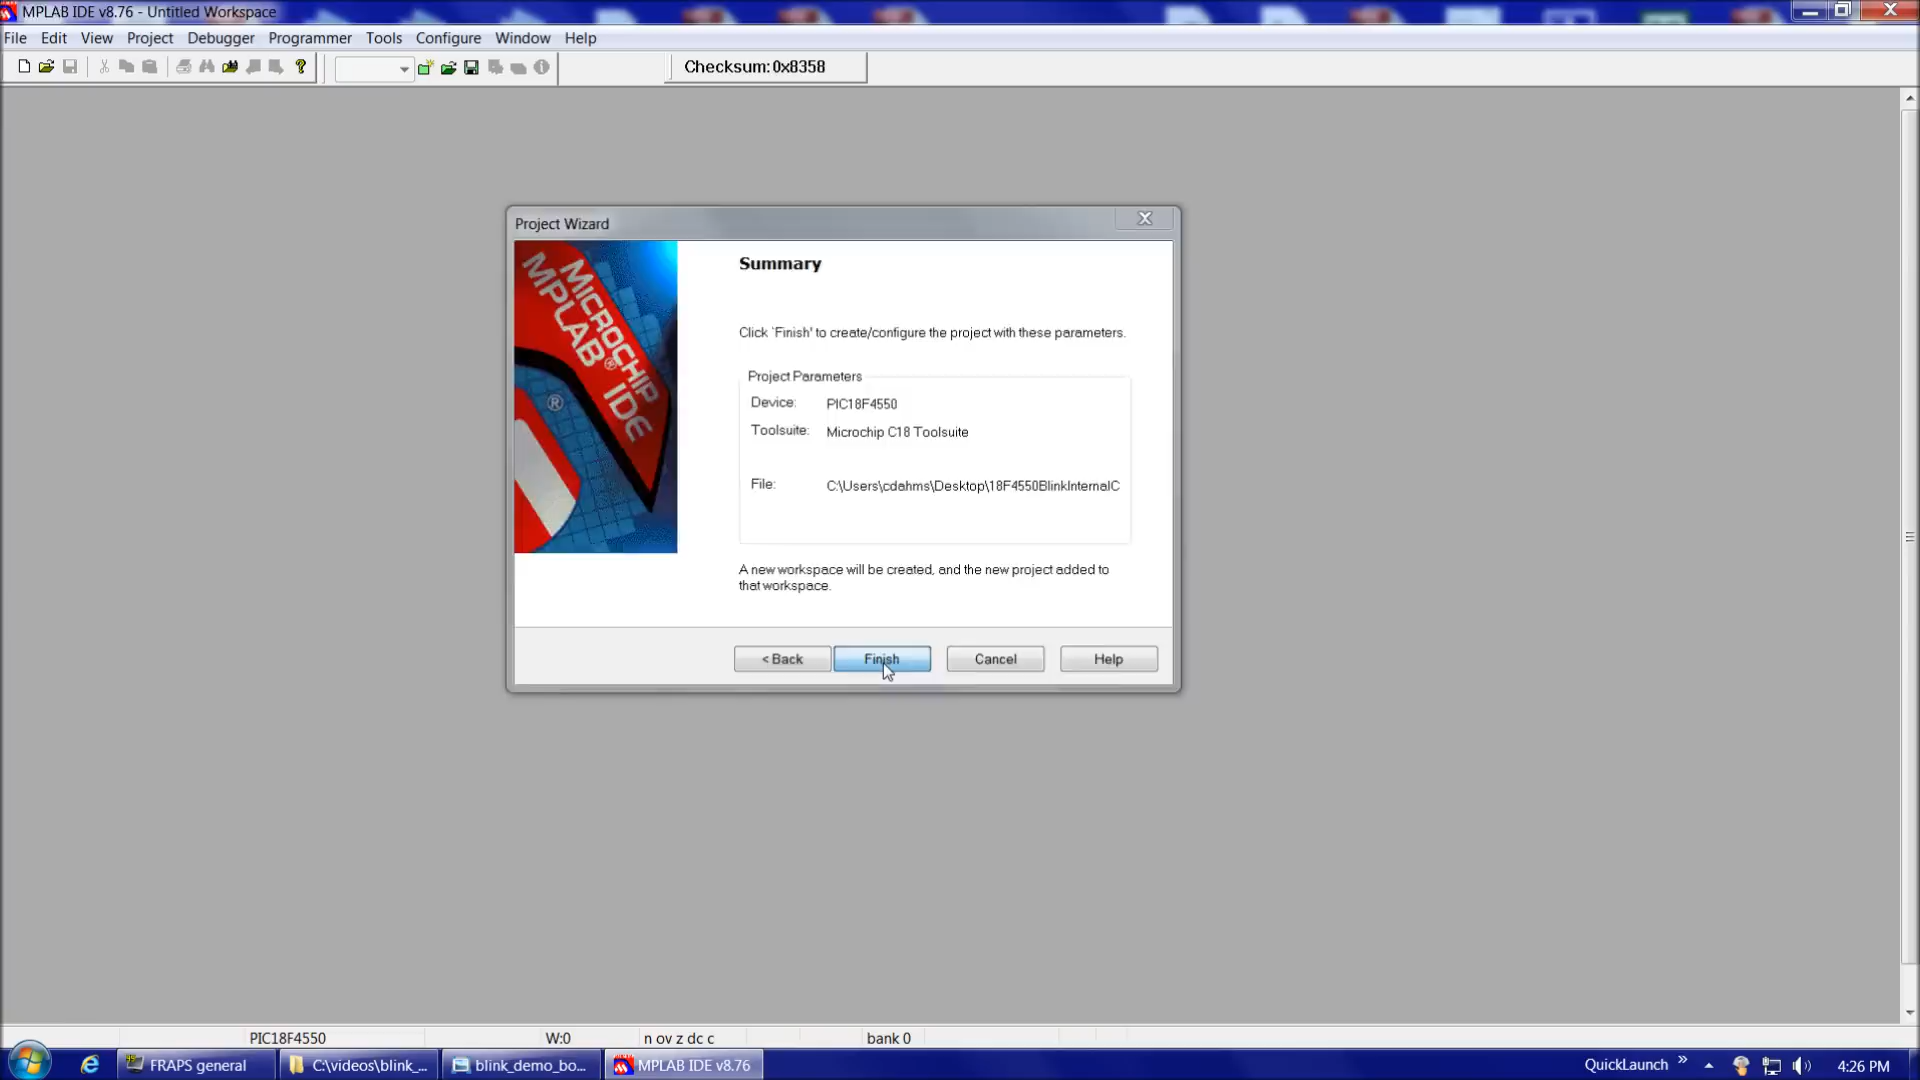 MPLAB IDE v8.76 - Untitled Workspace
File Edit View Project Debugger Programmer Tools Configure Window Help
Checksum: 0x8358
Project Wizard
X
MICROCHIP
MPLAB® IDE
®
Summary
Click 'Finish' to create/configure the project with these parameters.
Project Parameters
Device: PIC18F4550
Toolsuite: Microchip C18 Toolsuite
File: C:\Users\cdahms\Desktop\18F4550BlinkInternalC
A new workspace will be created, and the new project added to
that workspace.
< Back Finish Cancel Help
PIC18F4550 W:0 n ov z dc c bank 0
FRAPS general C:\videos\blink_... blink_demo_bo... MPLAB IDE v8.76 QuickLaunch » 4:26 PM